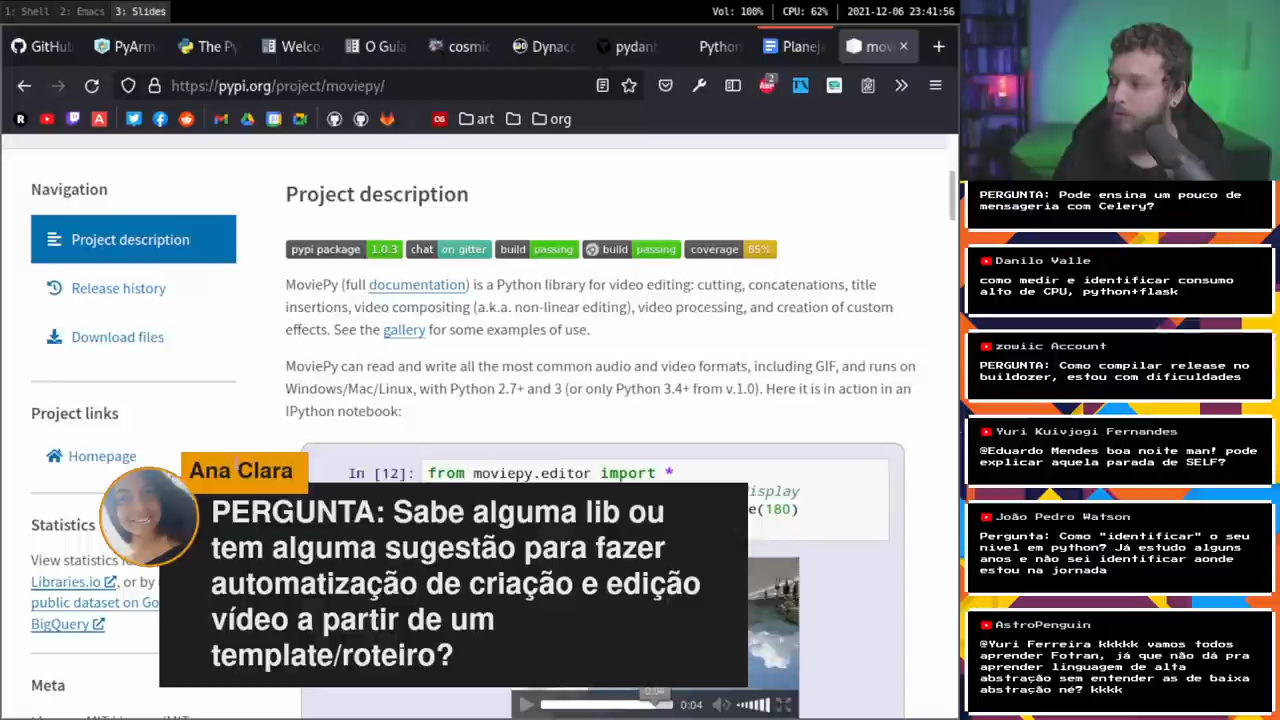 1: Shell 2: Emacs 3: Slides
Vol: 100% CPU: 62% 2021-12-06 23:41:56
GitHub PyArm The Py Welco O Guia cosmic Dynac pydant Python Planej mov
https://pypi.org/project/moviepy/
art org
Navigation
Project description
Release history
Download files
Project links
Homepage
Statistics
View statistics fo
Libraries.io , or by
public dataset on Go
BigQuery
Meta
Project description
pypi package 1.0.3 chat on gitter build passing build passing coverage 85%
MoviePy (full documentation) is a Python library for video editing: cutting, concatenations, title
insertions, video compositing (a.k.a. non-linear editing), video processing, and creation of custom
effects. See the gallery for some examples of use.
MoviePy can read and write all the most common audio and video formats, including GIF, and runs on
Windows/Mac/Linux, with Python 2.7+ and 3 (or only Python 3.4+ from v.1.0). Here it is in action in an
IPython notebook:
In [12]: from moviepy.editor import *
isplay
e(180)
0:04
0:04
Ana Clara
PERGUNTA: Sabe alguma lib ou
tem alguma sugestão para fazer
automatização de criação e edição
vídeo a partir de um
template/roteiro?
PERGUNTA: Pode ensina um pouco de
mensageria com Celery?
Danilo Valle
como medir e identificar consumo
alto de CPU, python+flask
zowiic Account
PERGUNTA: Como compilar release no
buildozer, estou com dificuldades
Yuri Kuivjogi Fernandes
@Eduardo Mendes boa noite man! pode
explicar aquela parada de SELF?
João Pedro Watson
Pergunta: Como "identificar" o seu
nivel em python? Já estudo alguns
anos e não sei identificar aonde
estou na jornada
AstroPenguin
@Yuri Ferreira kkkkk vamos todos
aprender Fotran, já que não dá pra
aprender linguagem de alta
abstração sem entender as de baixa
abstração né? kkkk